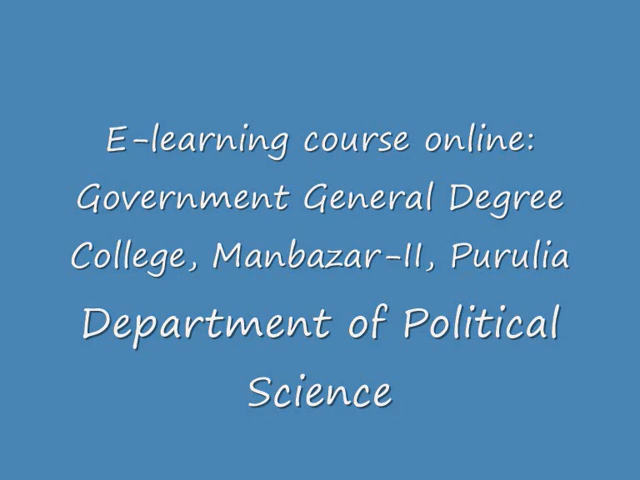 E-learning course online:
Government General Degree
College, Manbazar-II, Purulia
Department of Political
Science